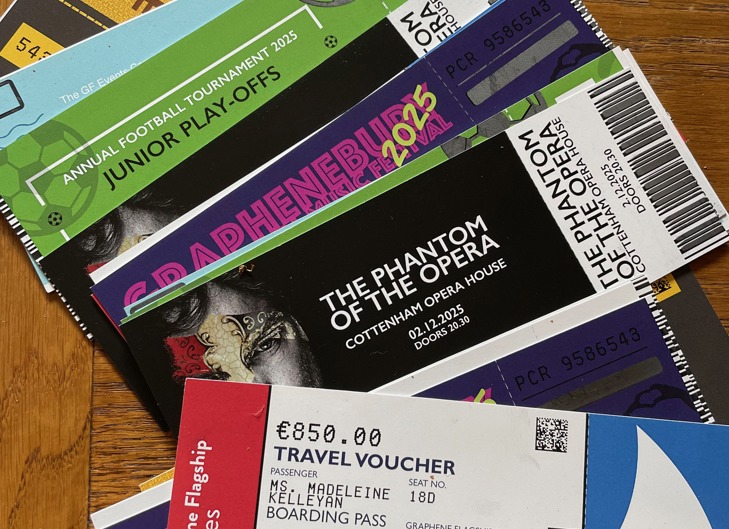 543
The GF Events
ANNUAL FOOTBALL TOURNAMENT 2025
JUNIOR PLAY-OFFS
OPERA
HOUSE
PCR 9586543
GRAPHENEBURY
MUSIC FESTIVAL
2025
THE PHANTOM
OF THE OPERA
COTTENHAM OPERA HOUSE
02.12.2025
DOORS 20.30
THE PHANTOM
OF THE OPERA
COTTENHAM OPERA HOUSE
2.12.2025
DOORS 20.30
PCR 9586543
€850.00
TRAVEL VOUCHER
PASSENGER
MS. MADELEINE
KELLEYAN
SEAT NO.
18D
BOARDING PASS
ne Flagship
es